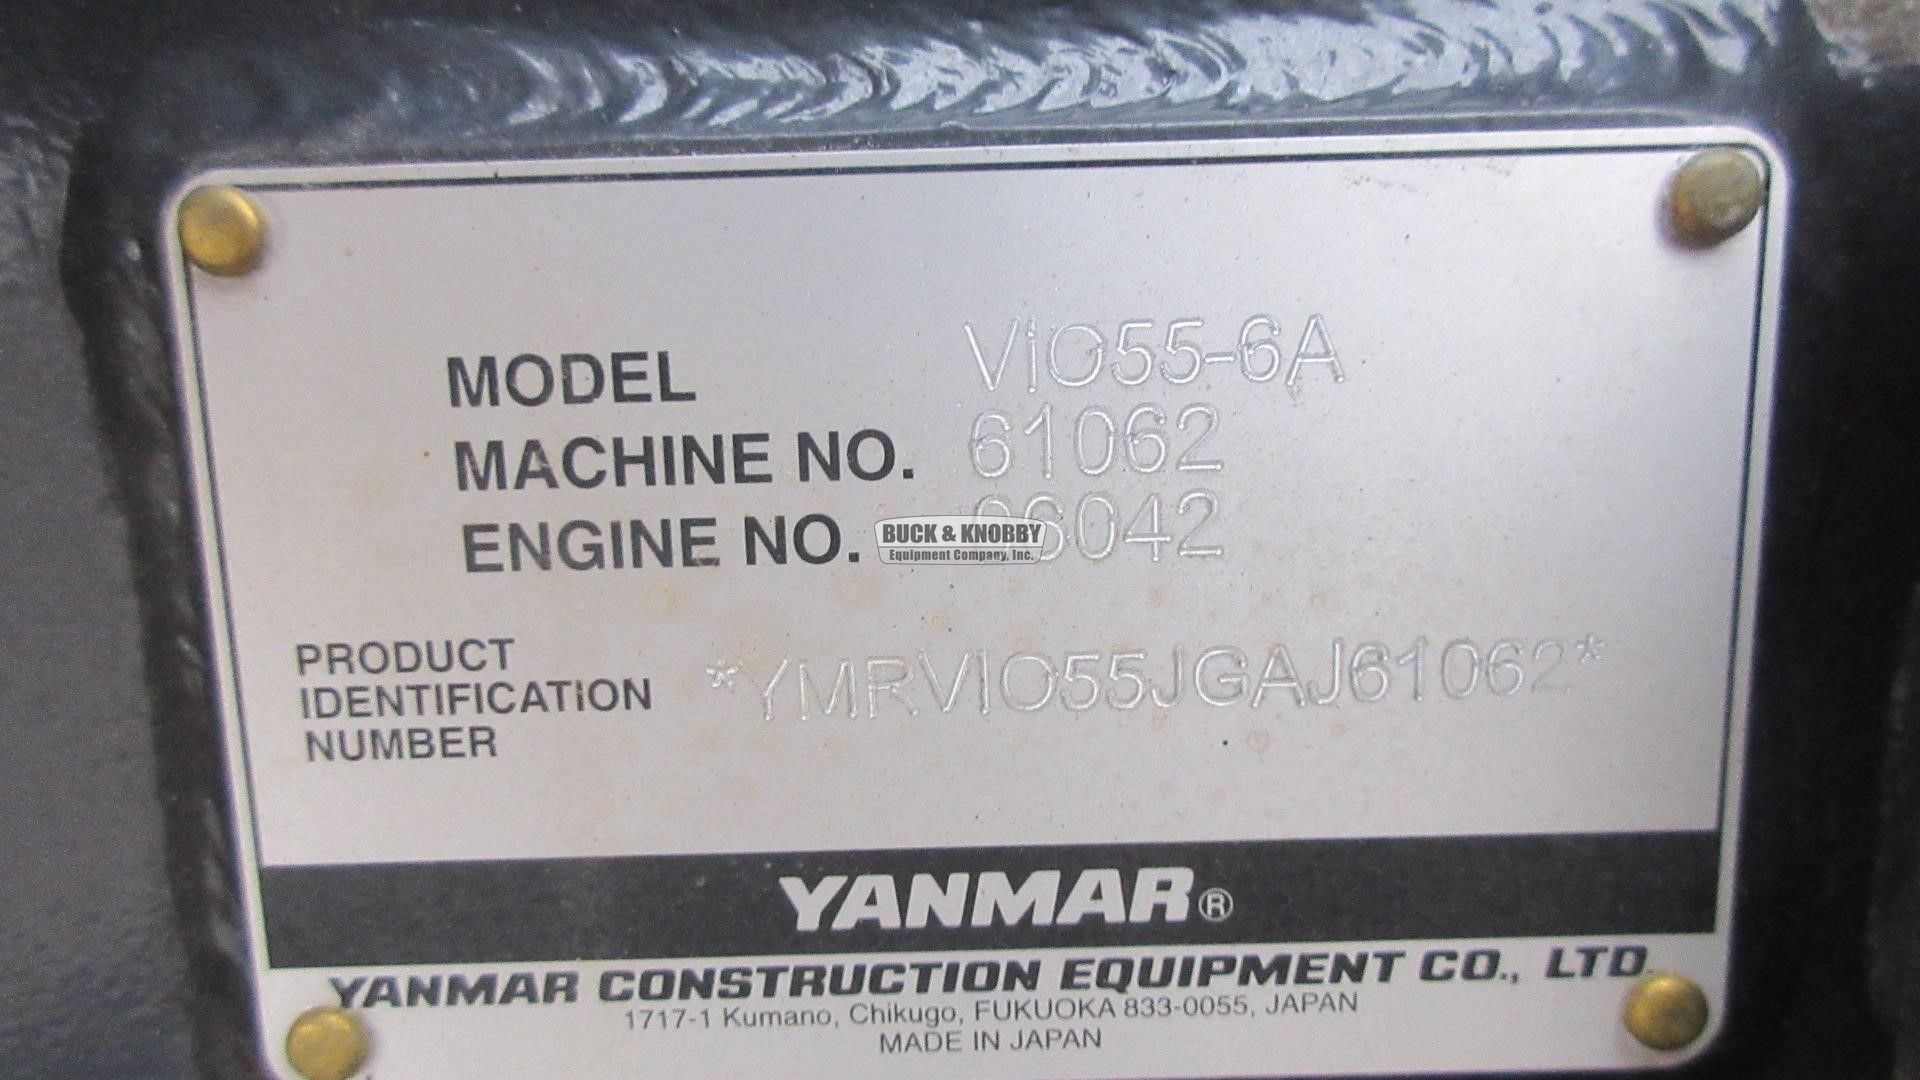 MODEL VIO55-6A
MACHINE NO. 61062
ENGINE NO.
BUCK & KNOBBY
Equipment Company, Inc.
PRODUCT
IDENTIFICATION
NUMBER
*YMRVIO55JGAJ61062*
YANMAR®
YANMAR CONSTRUCTION EQUIPMENT CO., LTD.
1717-1 Kumano, Chikugo, FUKUOKA 833-0055, JAPAN
MADE IN JAPAN